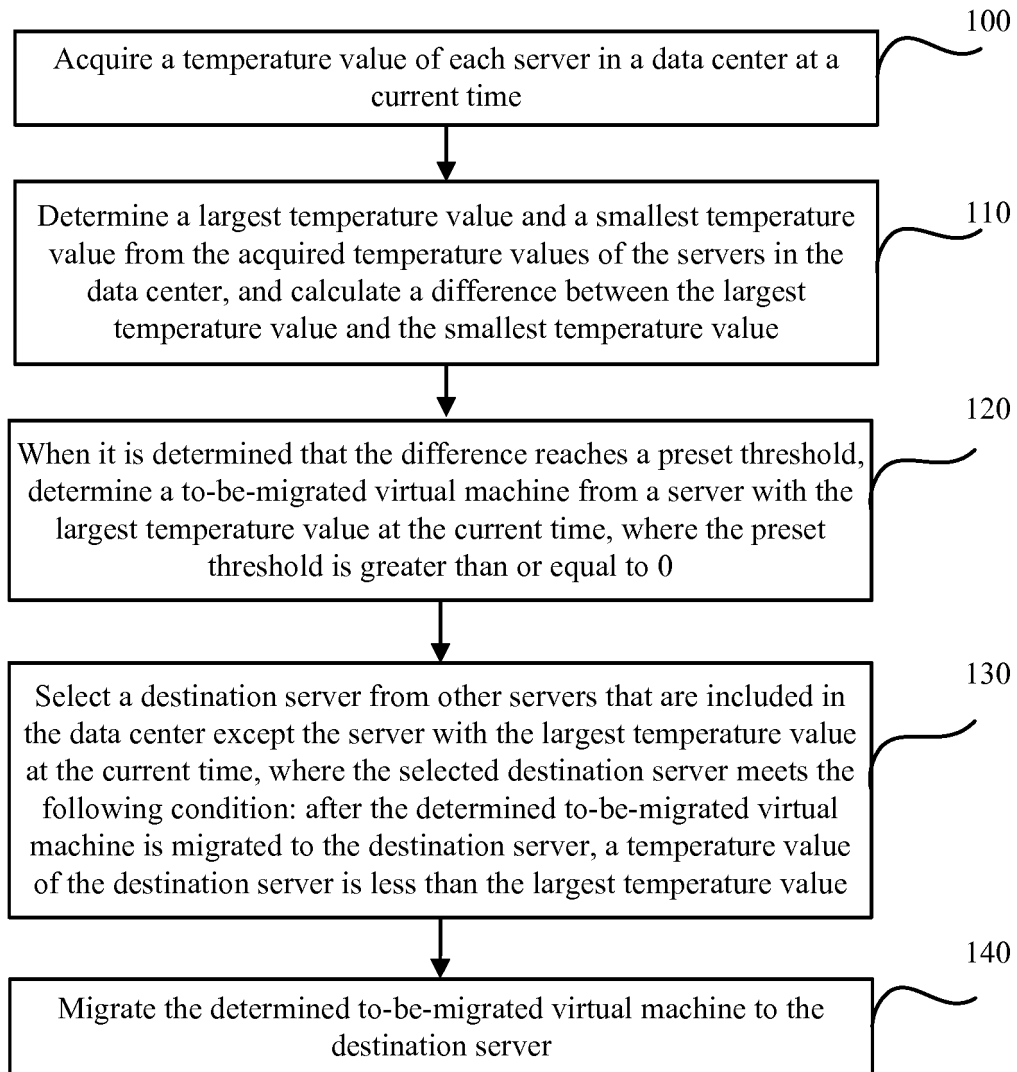 100
Acquire a temperature value of each server in a data center at a
current time
110
Determine a largest temperature value and a smallest temperature
value from the acquired temperature values of the servers in the
data center, and calculate a difference between the largest
temperature value and the smallest temperature value
120
When it is determined that the difference reaches a preset threshold,
determine a to-be-migrated virtual machine from a server with the
largest temperature value at the current time, where the preset
threshold is greater than or equal to 0
130
Select a destination server from other servers that are included in
the data center except the server with the largest temperature value
at the current time, where the selected destination server meets the
following condition: after the determined to-be-migrated virtual
machine is migrated to the destination server, a temperature value
of the destination server is less than the largest temperature value
140
Migrate the determined to-be-migrated virtual machine to the
destination server